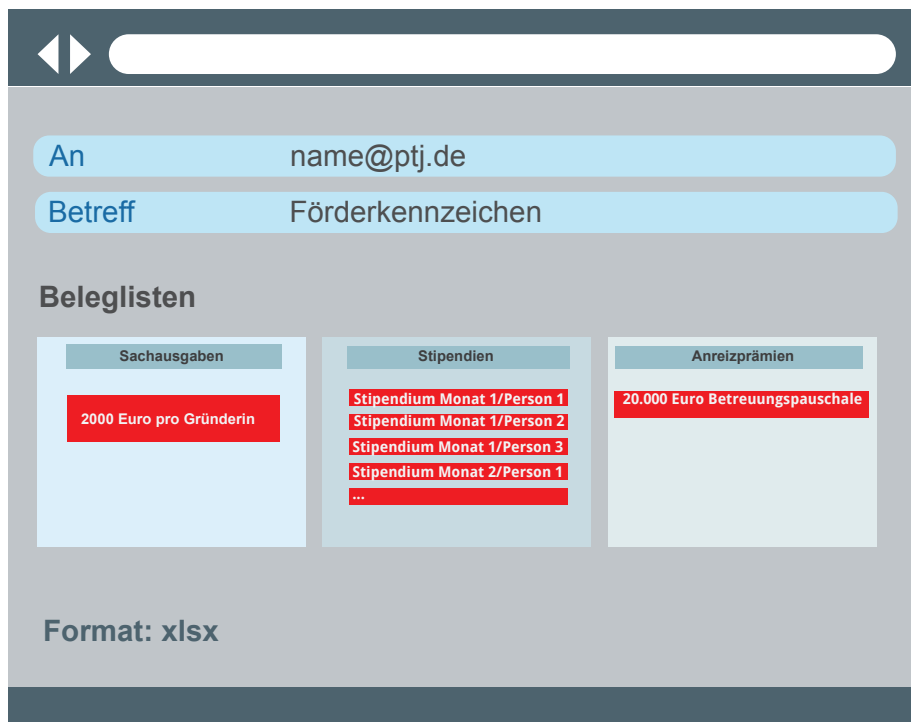 An name@ptj.de
Betreff Förderkennzeichen
Beleglisten
Sachausgaben
2000 Euro pro Gründerin
Stipendien
Stipendium Monat 1/Person 1
Stipendium Monat 1/Person 2
Stipendium Monat 1/Person 3
Stipendium Monat 2/Person 1
...
Anreizprämien
20.000 Euro Betreuungspauschale
Format: xlsx